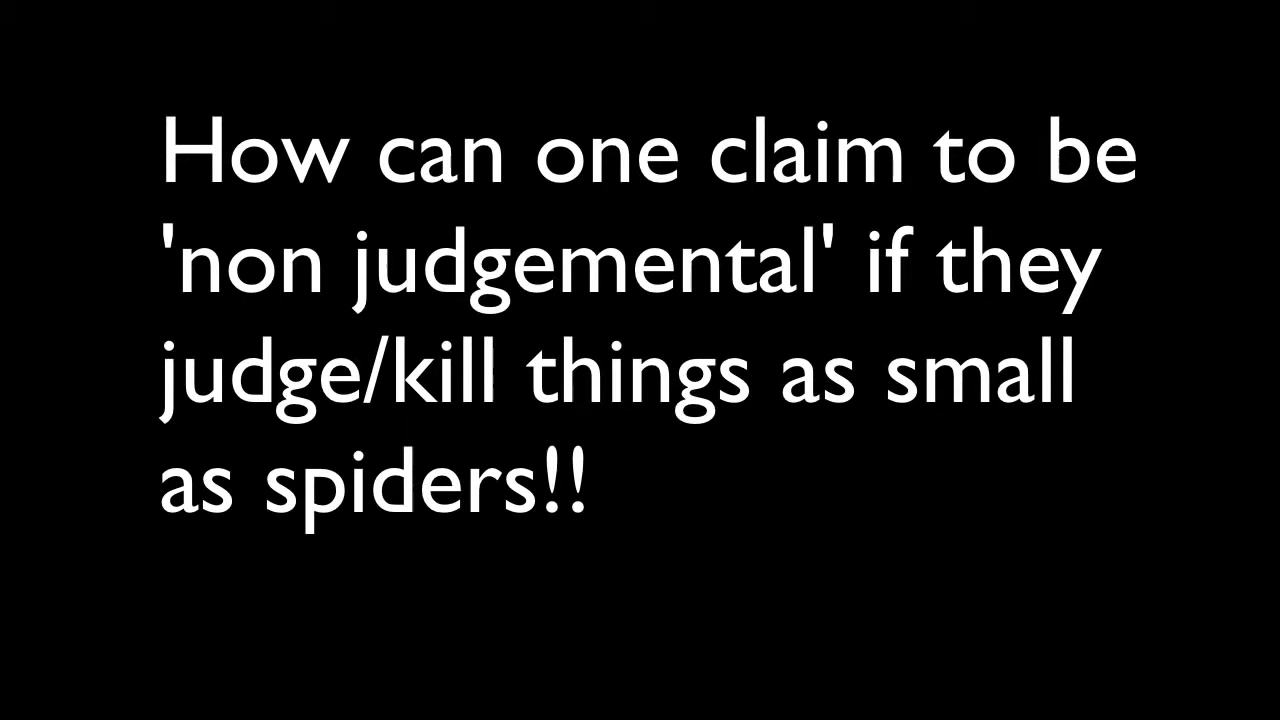 How can one claim to be
'non judgemental' if they
judge/kill things as small
as spiders!!